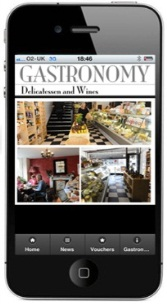 O2-UK 10:46
GASTRONOMY
Delicatessen and Wines
Home News Vouchers Gastron...